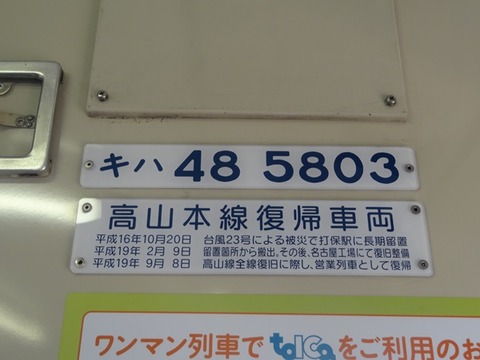 キハ 48 5803
高山本線復帰車両
平成16年10月20日 台風23号による被災で打保駅に長期留置
平成19年 2月 9日 留置箇所から搬出。その後、名古屋工場にて復旧整備
平成19年 9月 8日 高山線全線復旧に際し、営業列車として復帰
ワンマン列車で toICa をご利用のお